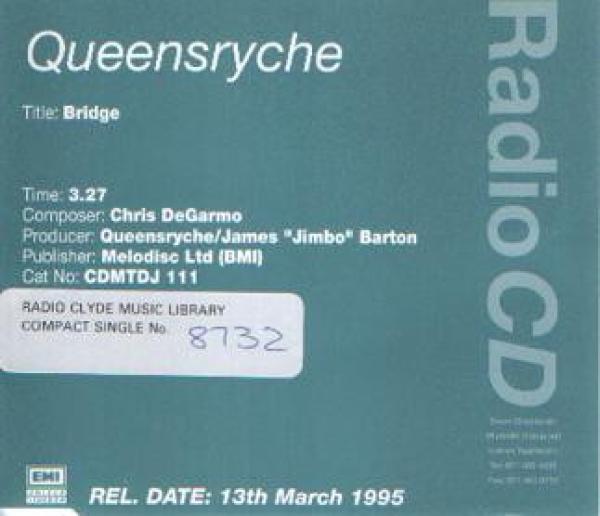 Queensryche
Title: Bridge
Time: 3.27
Composer: Chris DeGarmo
Producer: Queensryche/James "Jimbo" Barton
Publisher: Melodisc Ltd (BMI)
Cat No: CDMTDJ 111
RADIO CLYDE MUSIC LIBRARY
COMPACT SINGLE No. 8732
Radio CD
EMI
REL. DATE: 13th March 1995